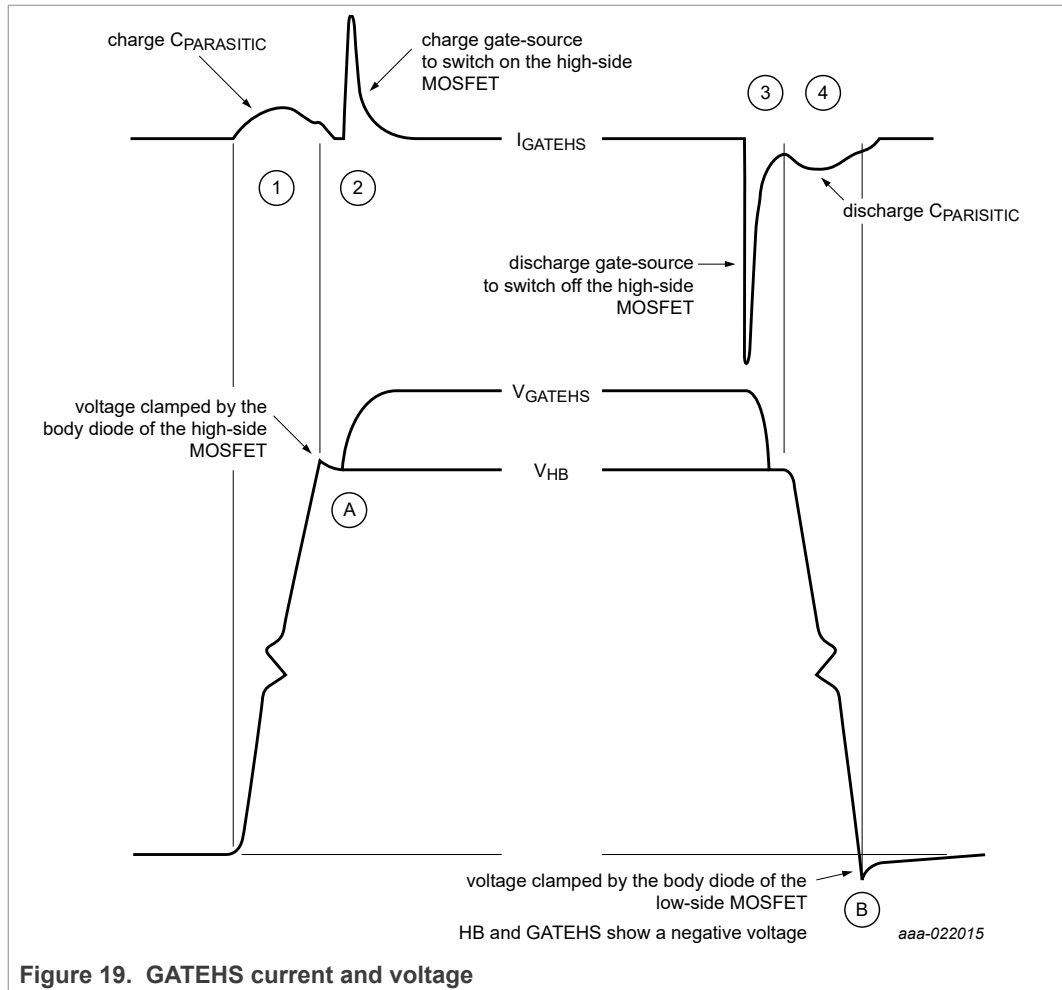 charge CPARASITIC
charge gate-source
to switch on the high-side
MOSFET
3
4
IGATEHS
1
2
discharge CPARISITIC
discharge gate-source
to switch off the high-side
MOSFET
VGATEHS
voltage clamped by the
body diode of the high-side
MOSFET
VHB
A
voltage clamped by the body diode of the
low-side MOSFET
B
HB and GATEHS show a negative voltage
aaa-022015
Figure 19. GATEHS current and voltage